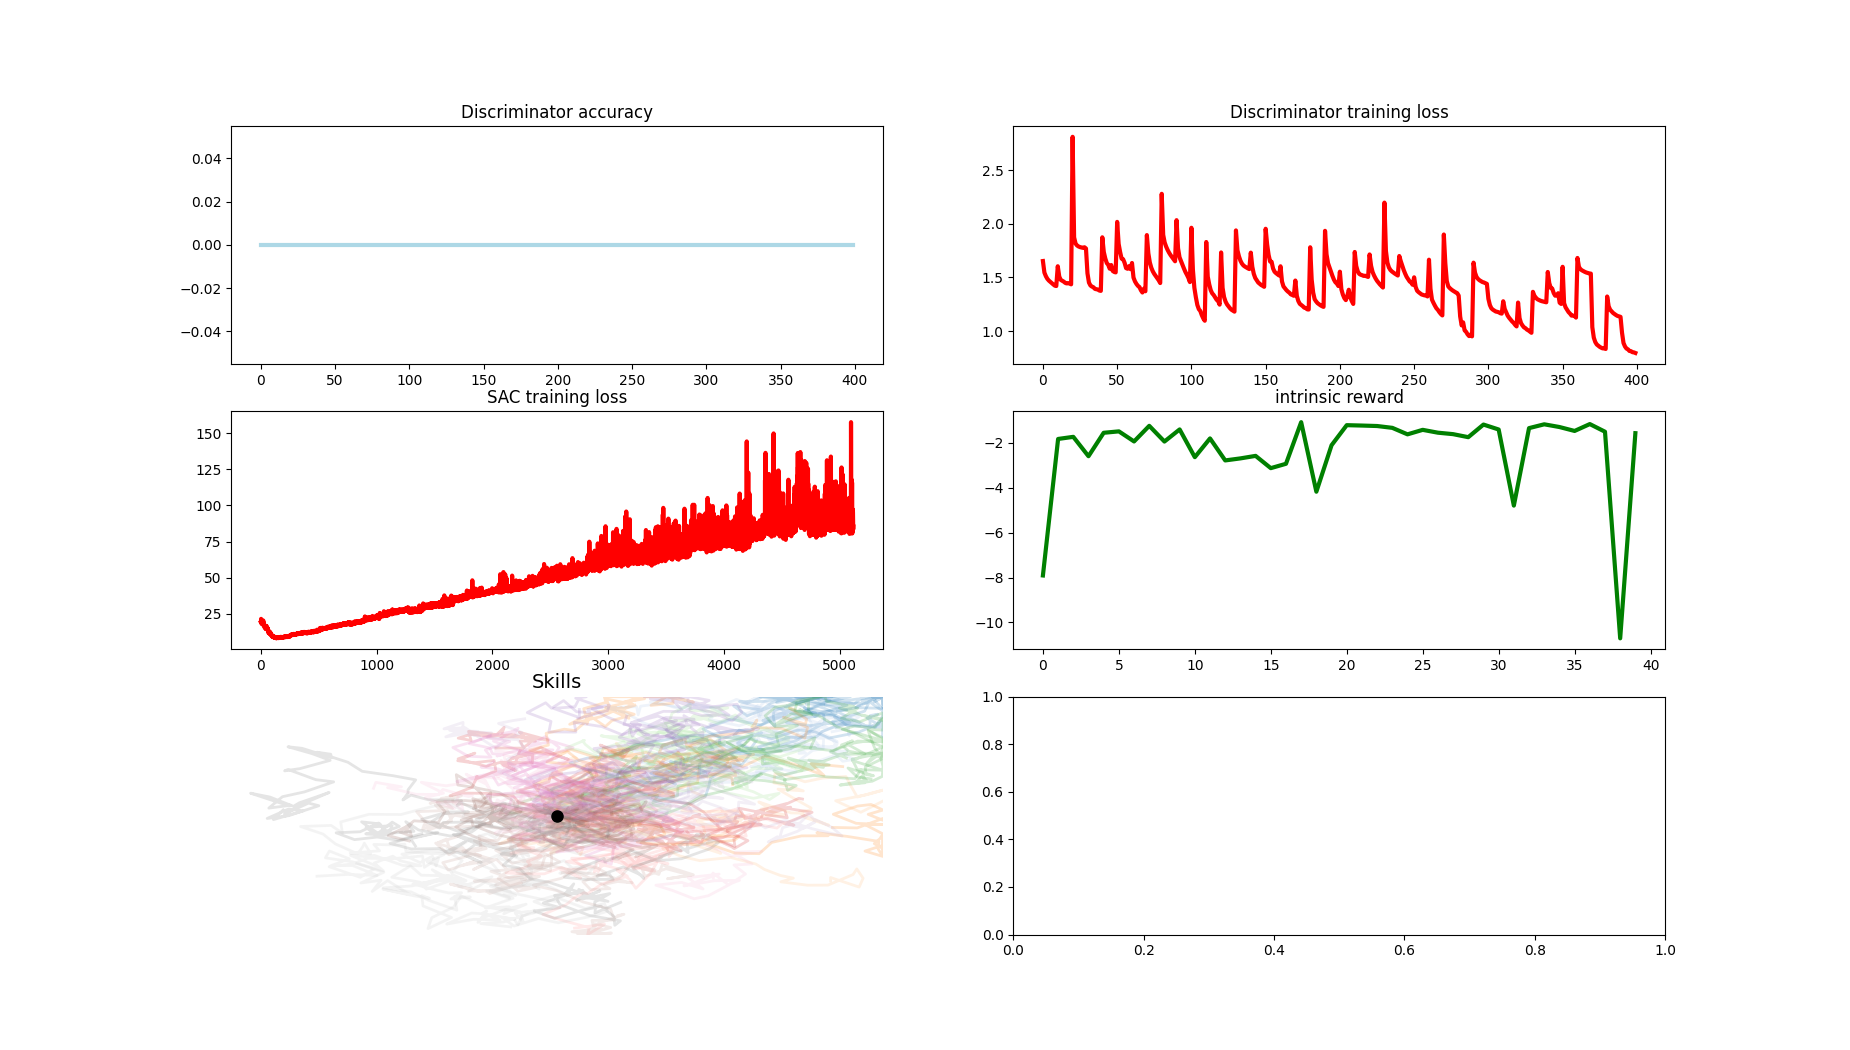 Discriminator accuracy
0.04
0.02
0.00
−0.02
−0.04
0 50 100 150 200 250 300 350 400
Discriminator training loss
2.5
2.0
1.5
1.0
0 50 100 150 200 250 300 350 400
SAC training loss
150
125
100
75
50
25
0 1000 2000 3000 4000 5000
intrinsic reward
−2
−4
−6
−8
−10
0 5 10 15 20 25 30 35 40
Skills
1.0
0.8
0.6
0.4
0.2
0.0
0.0 0.2 0.4 0.6 0.8 1.0